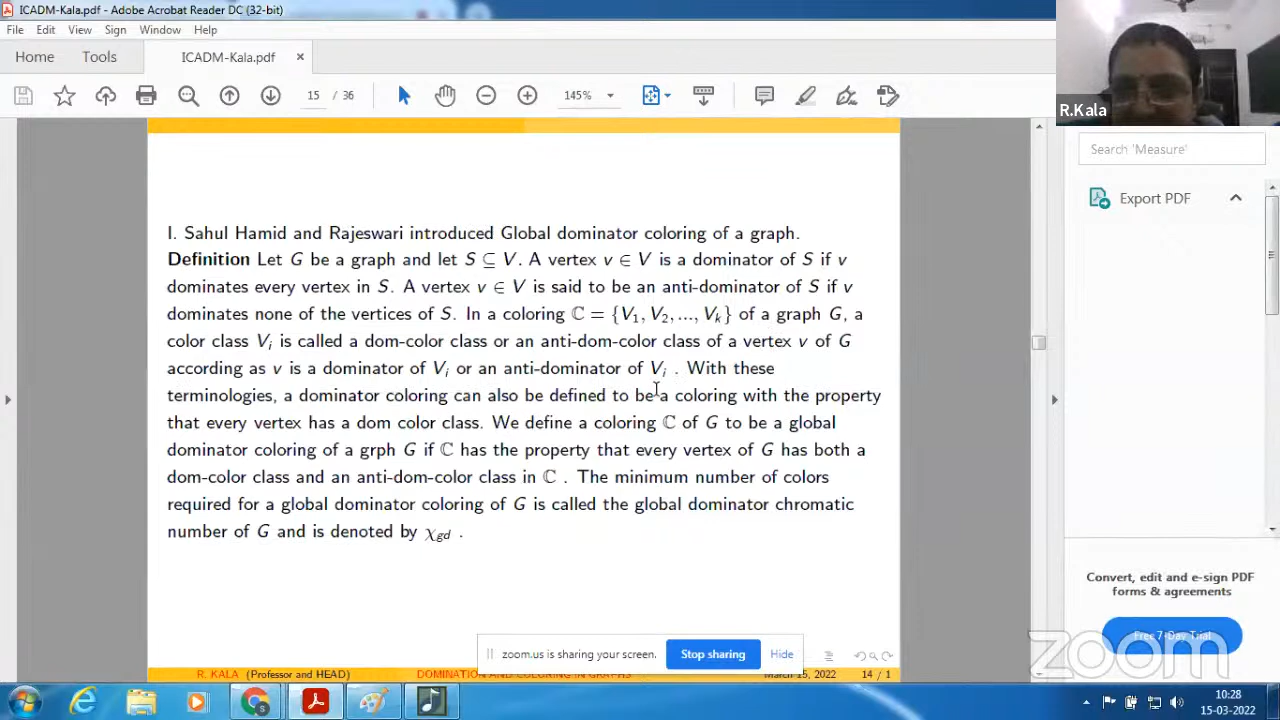 ICADM-Kala.pdf - Adobe Acrobat Reader DC (32-bit)
File Edit View Sign Window Help
Home Tools ICADM-Kala.pdf ×
15 / 36 145%
R.Kala
Search 'Measure'
Export PDF
I. Sahul Hamid and Rajeswari introduced Global dominator coloring of a graph.
Definition Let G be a graph and let S ⊆ V. A vertex v ∈ V is a dominator of S if v
dominates every vertex in S. A vertex v ∈ V is said to be an anti-dominator of S if v
dominates none of the vertices of S. In a coloring ℂ = {V₁, V₂, ..., Vₖ} of a graph G, a
color class Vᵢ is called a dom-color class or an anti-dom-color class of a vertex v of G
according as v is a dominator of Vᵢ or an anti-dominator of Vᵢ . With these
terminologies, a dominator coloring can also be defined to be a coloring with the property
that every vertex has a dom color class. We define a coloring ℂ of G to be a global
dominator coloring of a grph G if ℂ has the property that every vertex of G has both a
dom-color class and an anti-dom-color class in ℂ . The minimum number of colors
required for a global dominator coloring of G is called the global dominator chromatic
number of G and is denoted by χgd .
Convert, edit and e-sign PDF
forms & agreements
Free 7-Day Trial
zoom
zoom.us is sharing your screen. Stop sharing Hide
R. KALA (Professor and HEAD) DOMINATION AND COLORING IN GRAPHS March 15, 2022 14 / 1
10:28
15-03-2022